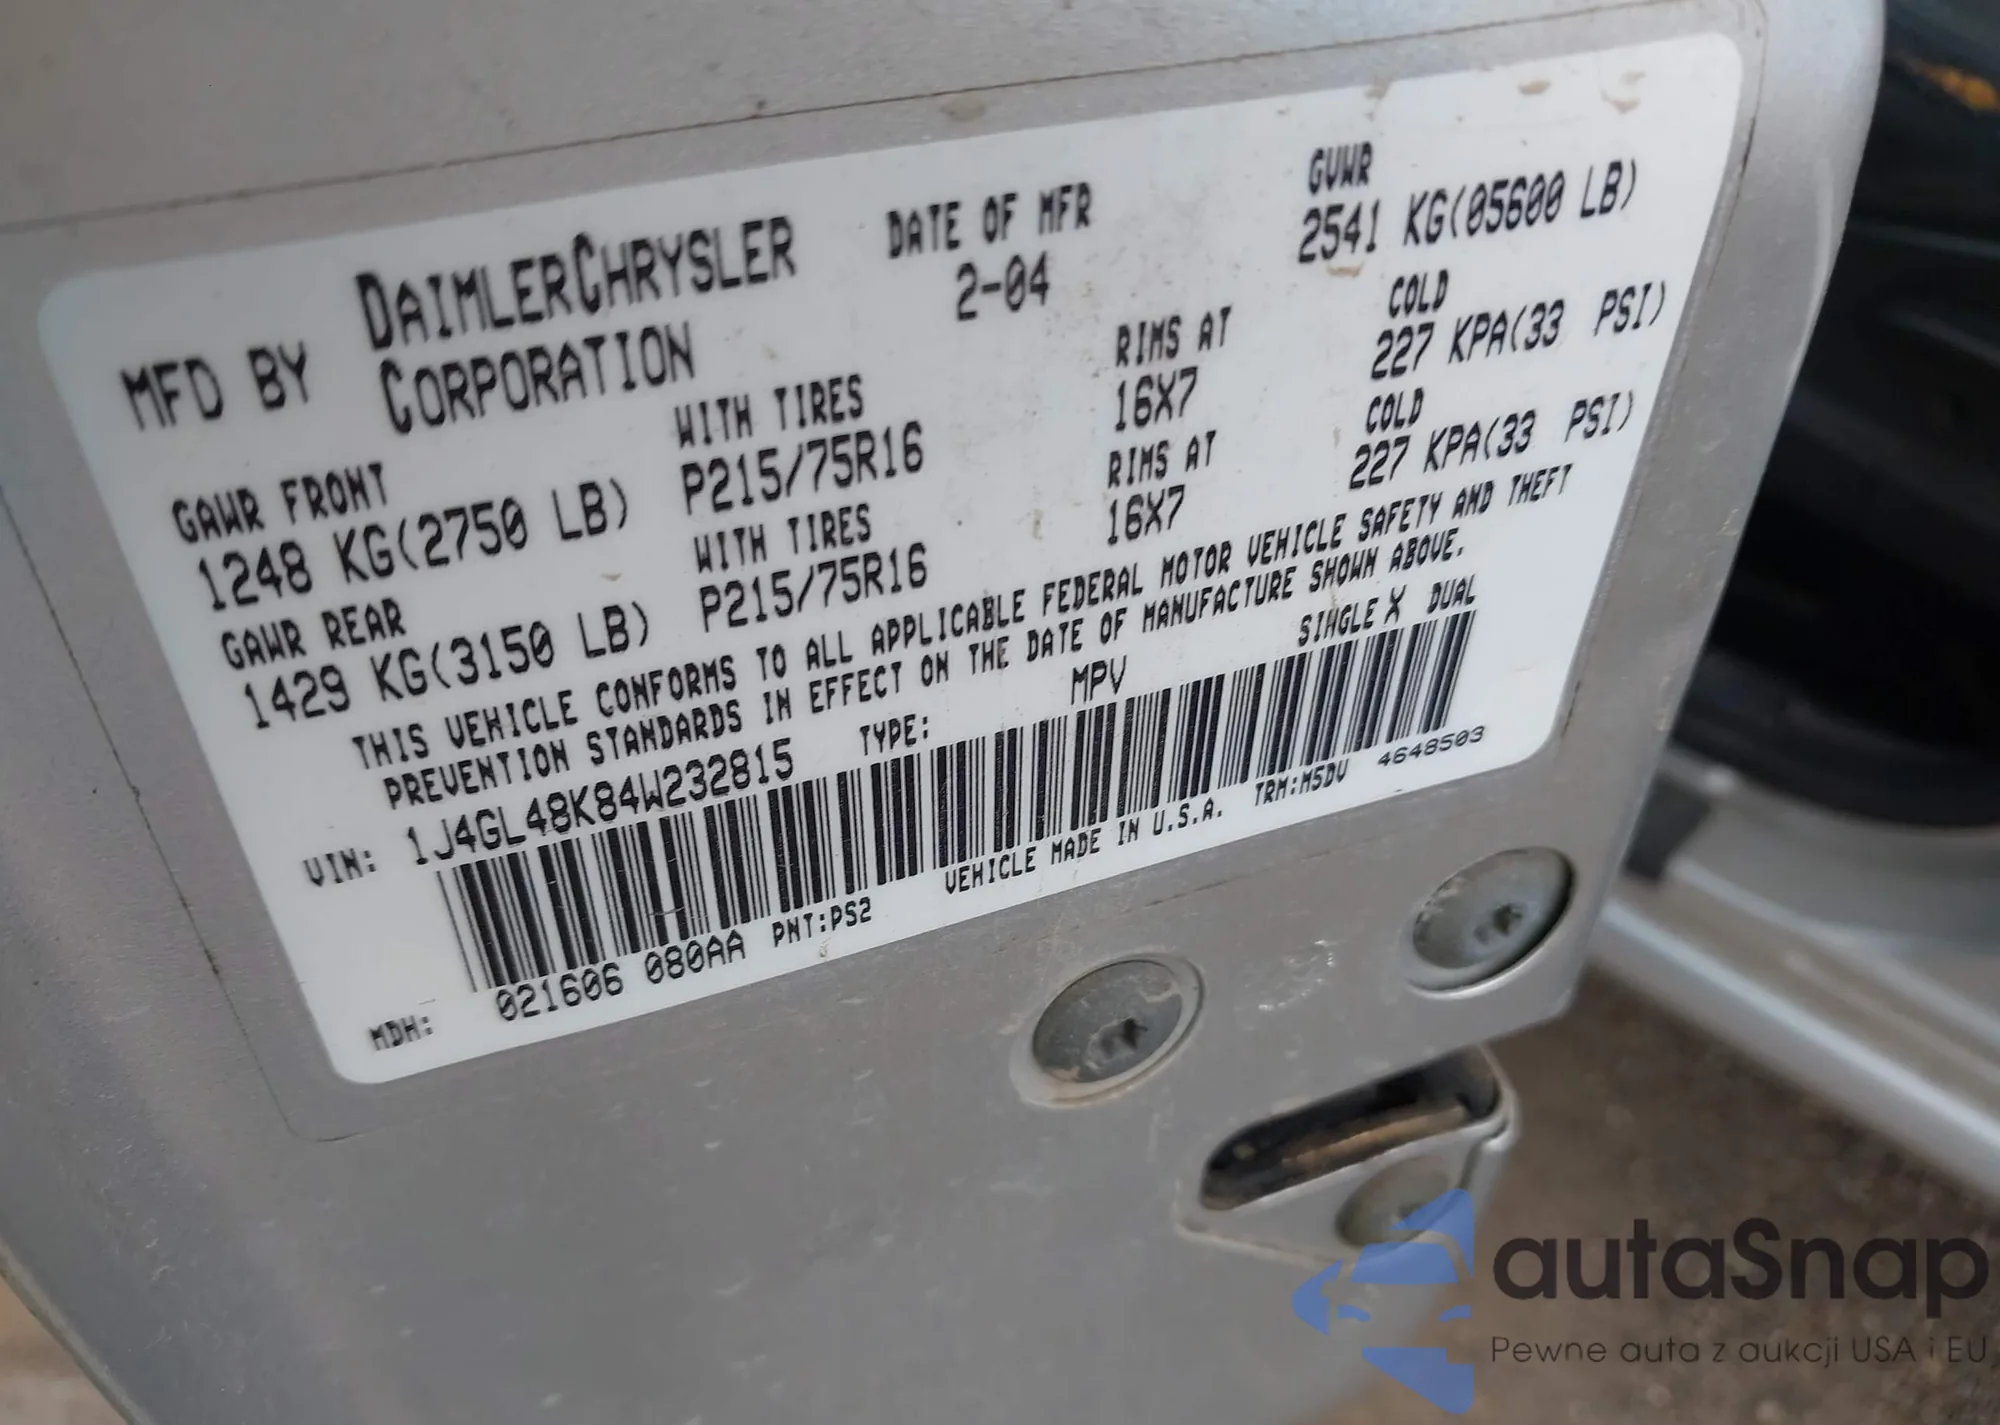 MFD BY DAIMLERCHRYSLER CORPORATION
DATE OF MFR
2-04
GVWR
2541 KG(05600 LB)
GAWR FRONT
1248 KG(2750 LB)
WITH TIRES
P215/75R16
RIMS AT
16X7
COLD
227 KPA(33 PSI)
GAWR REAR
1429 KG(3150 LB)
WITH TIRES
P215/75R16
RIMS AT
16X7
COLD
227 KPA(33 PSI)
THIS VEHICLE CONFORMS TO ALL APPLICABLE FEDERAL MOTOR VEHICLE SAFETY AND THEFT
PREVENTION STANDARDS IN EFFECT ON THE DATE OF MANUFACTURE SHOWN ABOVE.
VIN: 1J4GL48K84W232815 TYPE: MPV SINGLE X DUAL
MDH: 021606 080AA PNT:PS2 VEHICLE MADE IN U.S.A. TRM:M5DV 4648503
autaSnap
Pewne auta z aukcji USA i EU